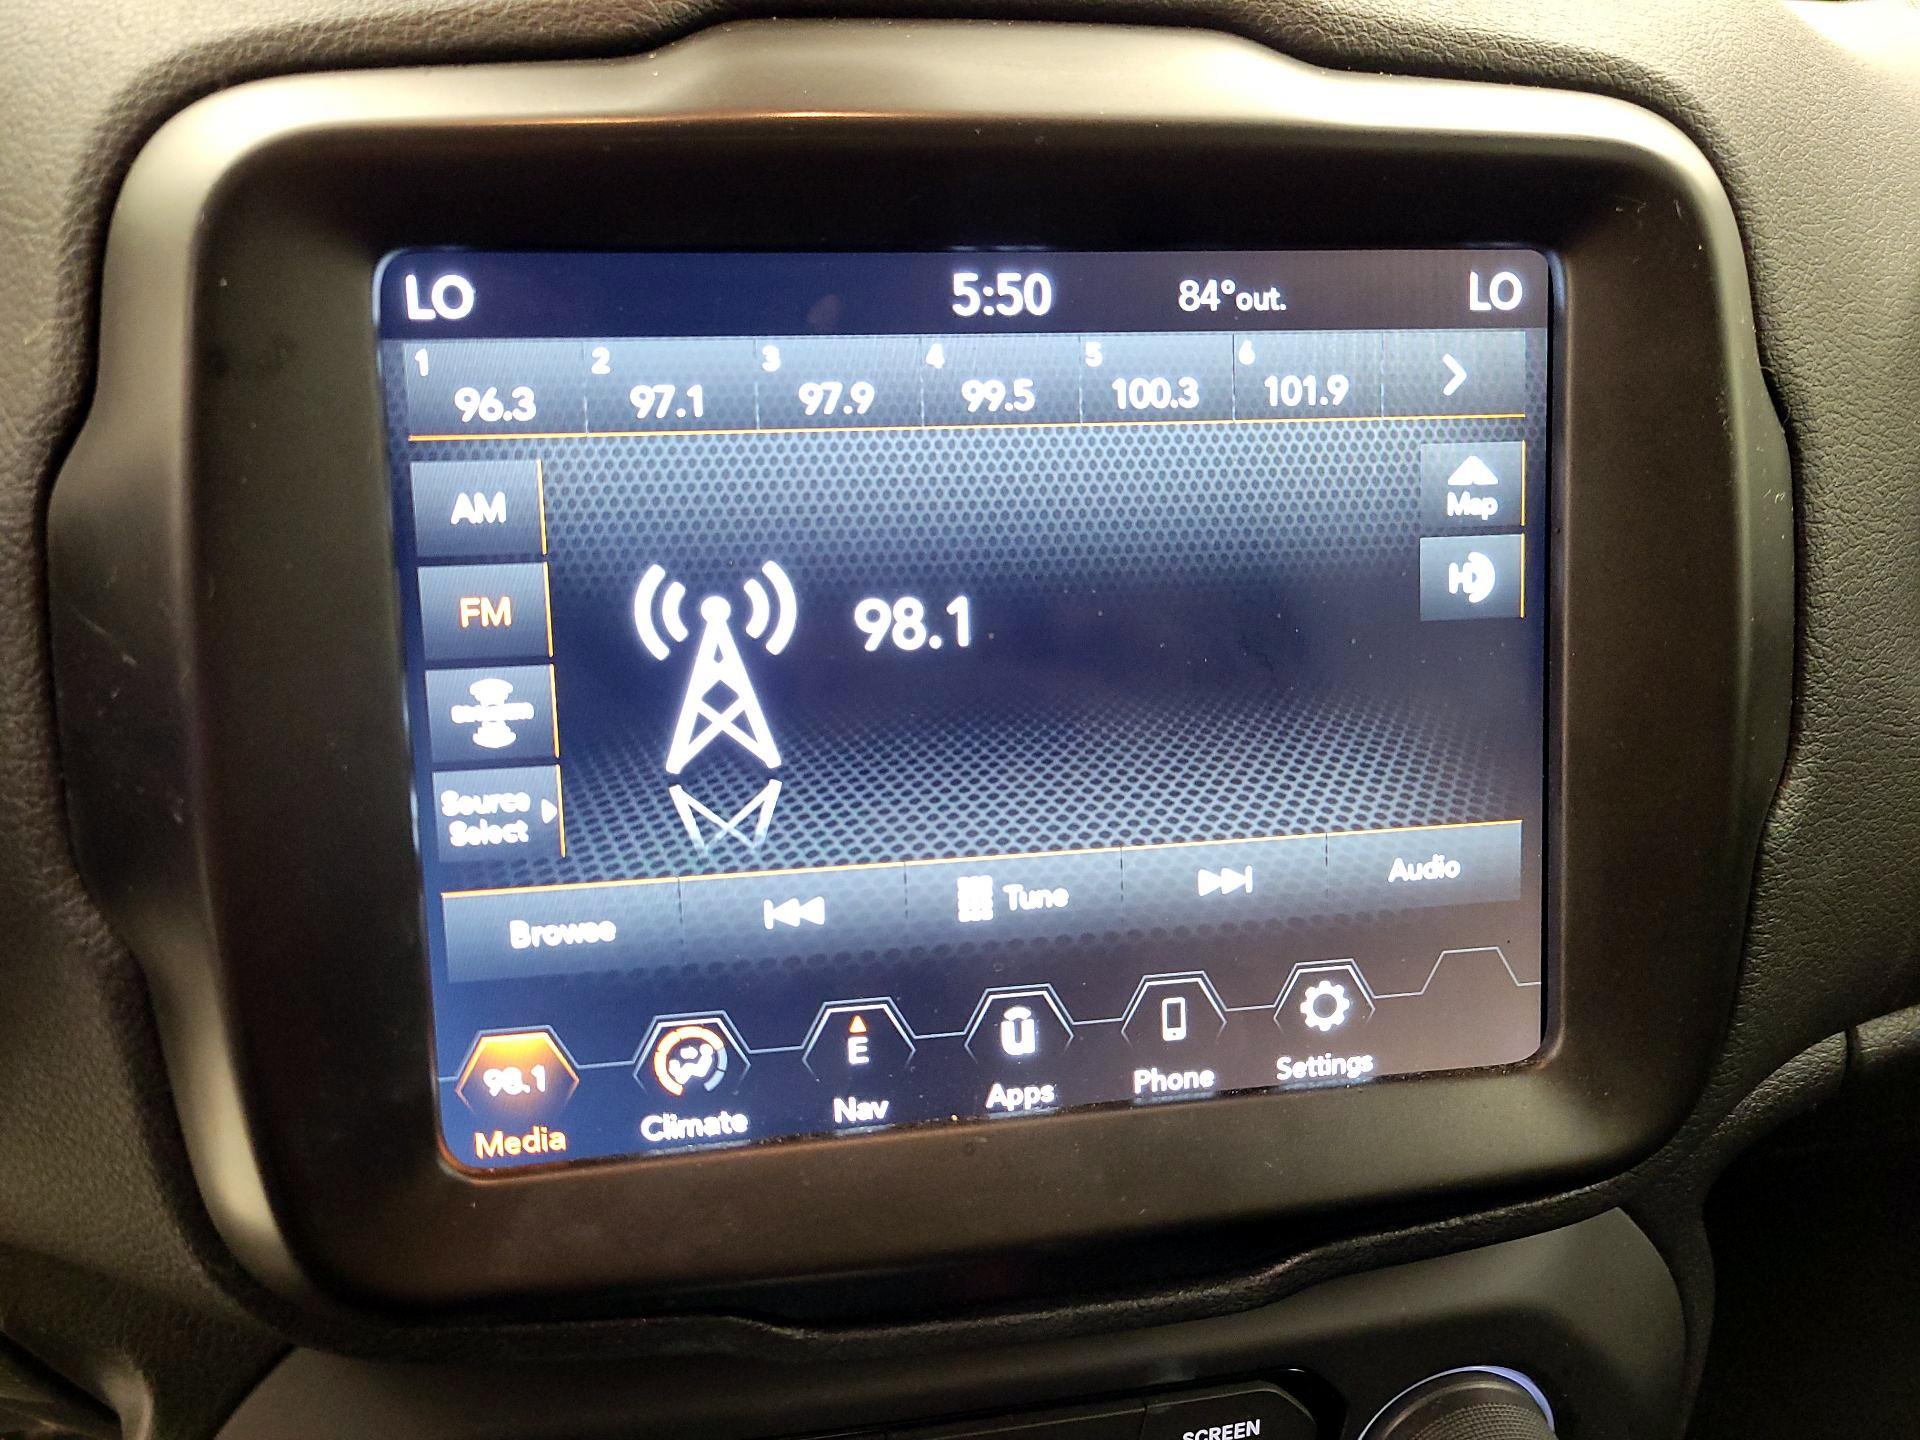 LO 5:50 84°out. LO
1 2 3 4 5 6
96.3 97.1 97.9 99.5 100.3 101.9
AM
Map
HD
FM
98.1
Source
Select
Browse Tune Audio
98.1 E u
Media Climate Nav Apps Phone Settings
SCREEN